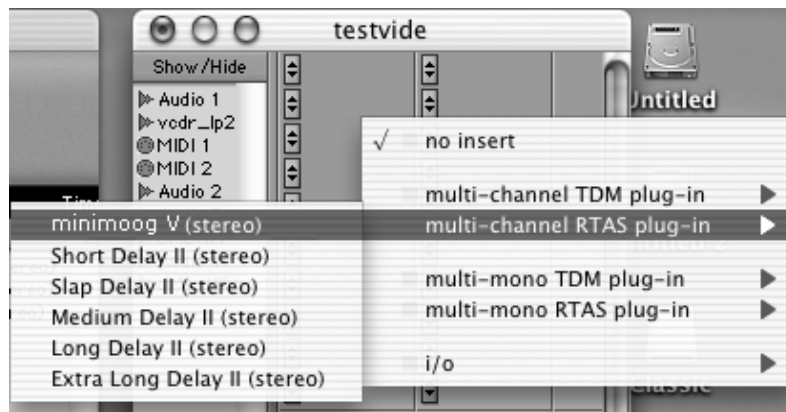 testvide
Show/Hide
Audio 1
vcdr_lp2
MIDI 1
MIDI 2
Audio 2
Untitled
√ no insert
multi-channel TDM plug-in
multi-channel RTAS plug-in
multi-mono TDM plug-in
multi-mono RTAS plug-in
i/o
minimoog V (stereo)
Short Delay II (stereo)
Slap Delay II (stereo)
Medium Delay II (stereo)
Long Delay II (stereo)
Extra Long Delay II (stereo)
Classic